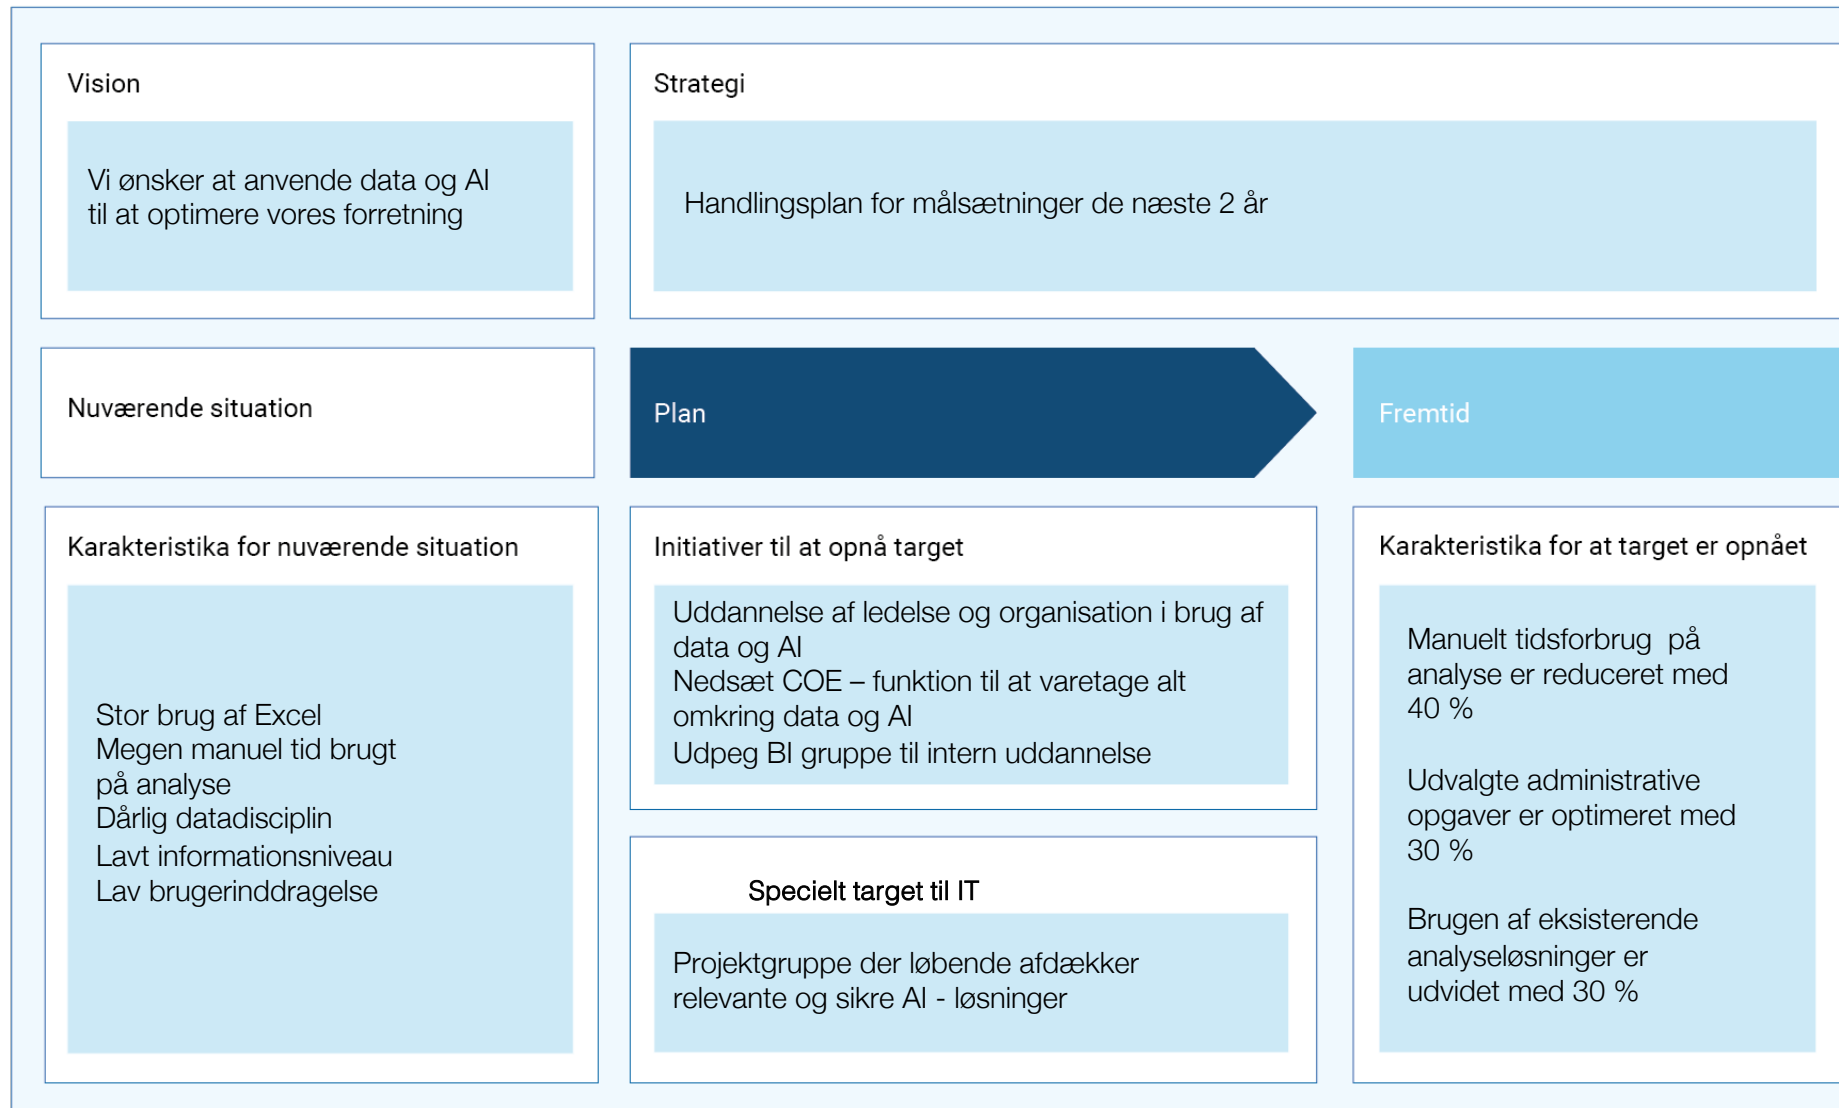 Vision
Vi ønsker at anvende data og AI
til at optimere vores forretning
Strategi
Handlingsplan for målsætninger de næste 2 år
Nuværende situation
Plan
Fremtid
Karakteristika for nuværende situation
Stor brug af Excel
Megen manuel tid brugt
på analyse
Dårlig datadisciplin
Lavt informationsniveau
Lav brugerinddragelse
Initiativer til at opnå target
Uddannelse af ledelse og organisation i brug af
data og AI
Nedsæt COE – funktion til at varetage alt
omkring data og AI
Udpeg BI gruppe til intern uddannelse
Specielt target til IT
Projektgruppe der løbende afdækker
relevante og sikre AI - løsninger
Karakteristika for at target er opnået
Manuelt tidsforbrug  på
analyse er reduceret med
40 %
Udvalgte administrative
opgaver er optimeret med
30 %
Brugen af eksisterende
analyseløsninger er
udvidet med 30 %